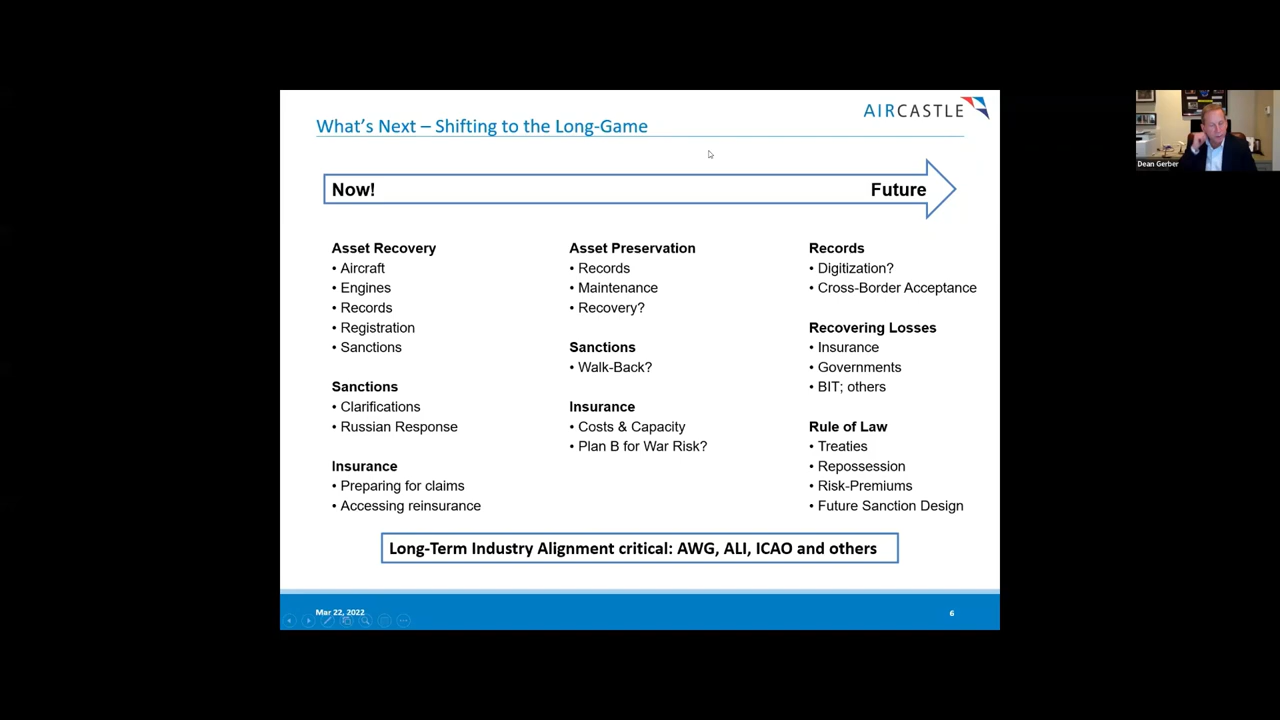 What's Next – Shifting to the Long-Game
AIRCASTLE
Now!
Future
Asset Recovery
• Aircraft
• Engines
• Records
• Registration
• Sanctions
Sanctions
• Clarifications
• Russian Response
Insurance
• Preparing for claims
• Accessing reinsurance
Asset Preservation
• Records
• Maintenance
• Recovery?
Sanctions
• Walk-Back?
Insurance
• Costs & Capacity
• Plan B for War Risk?
Records
• Digitization?
• Cross-Border Acceptance
Recovering Losses
• Insurance
• Governments
• BIT; others
Rule of Law
• Treaties
• Repossession
• Risk-Premiums
• Future Sanction Design
Long-Term Industry Alignment critical: AWG, ALI, ICAO and others
Mar 22, 2022
6
Dean Gerber